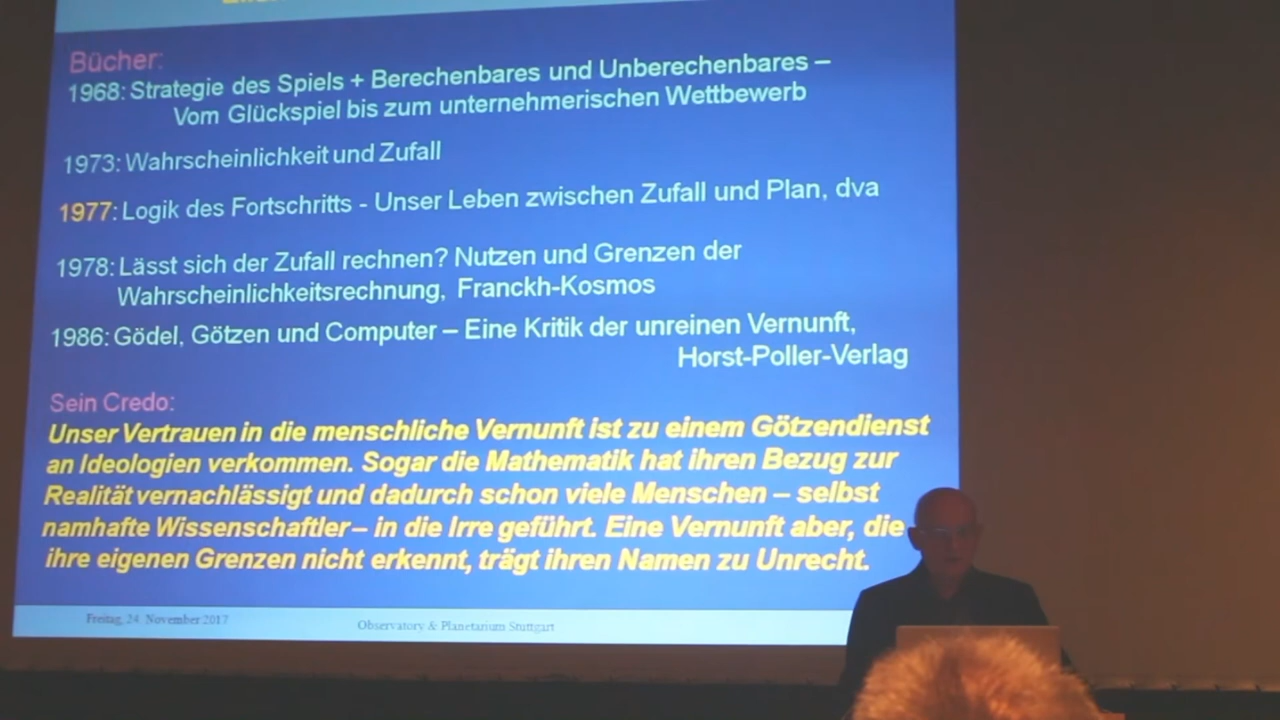 Bücher:
1968: Strategie des Spiels + Berechenbares und Unberechenbares –
Vom Glückspiel bis zum unternehmerischen Wettbewerb
1973: Wahrscheinlichkeit und Zufall
1977: Logik des Fortschritts - Unser Leben zwischen Zufall und Plan, dva
1978: Lässt sich der Zufall rechnen? Nutzen und Grenzen der
Wahrscheinlichkeitsrechnung, Franckh-Kosmos
1986: Gödel, Götzen und Computer – Eine Kritik der unreinen Vernunft,
Horst-Poller-Verlag
Sein Credo:
Unser Vertrauen in die menschliche Vernunft ist zu einem Götzendienst
an Ideologien verkommen. Sogar die Mathematik hat ihren Bezug zur
Realität vernachlässigt und dadurch schon viele Menschen – selbst
namhafte Wissenschaftler – in die Irre geführt. Eine Vernunft aber, die
ihre eigenen Grenzen nicht erkennt, trägt ihren Namen zu Unrecht.
Freitag, 24. November 2017
Observatory & Planetarium Stuttgart